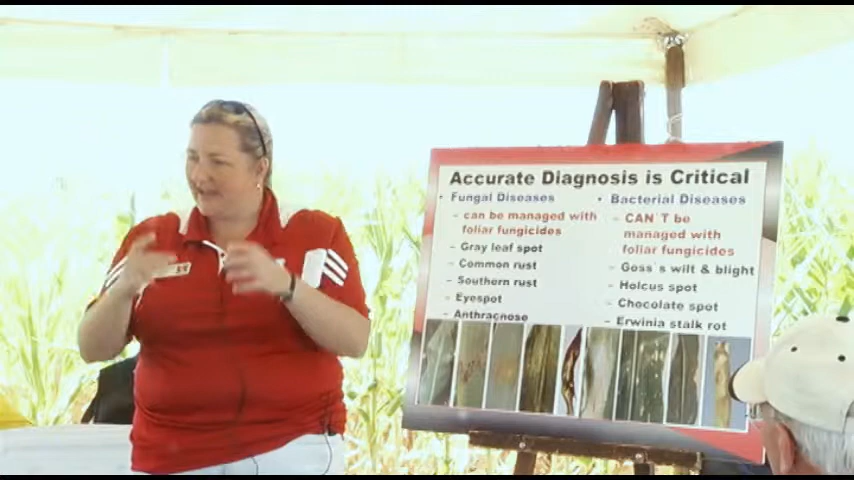 Accurate Diagnosis is Critical
• Fungal Diseases
– can be managed with
foliar fungicides
– Gray leaf spot
– Common rust
– Southern rust
– Eyespot
– Anthracnose
• Bacterial Diseases
– CAN'T be
managed with
foliar fungicides
– Goss's wilt & blight
– Holcus spot
– Chocolate spot
– Erwinia stalk rot